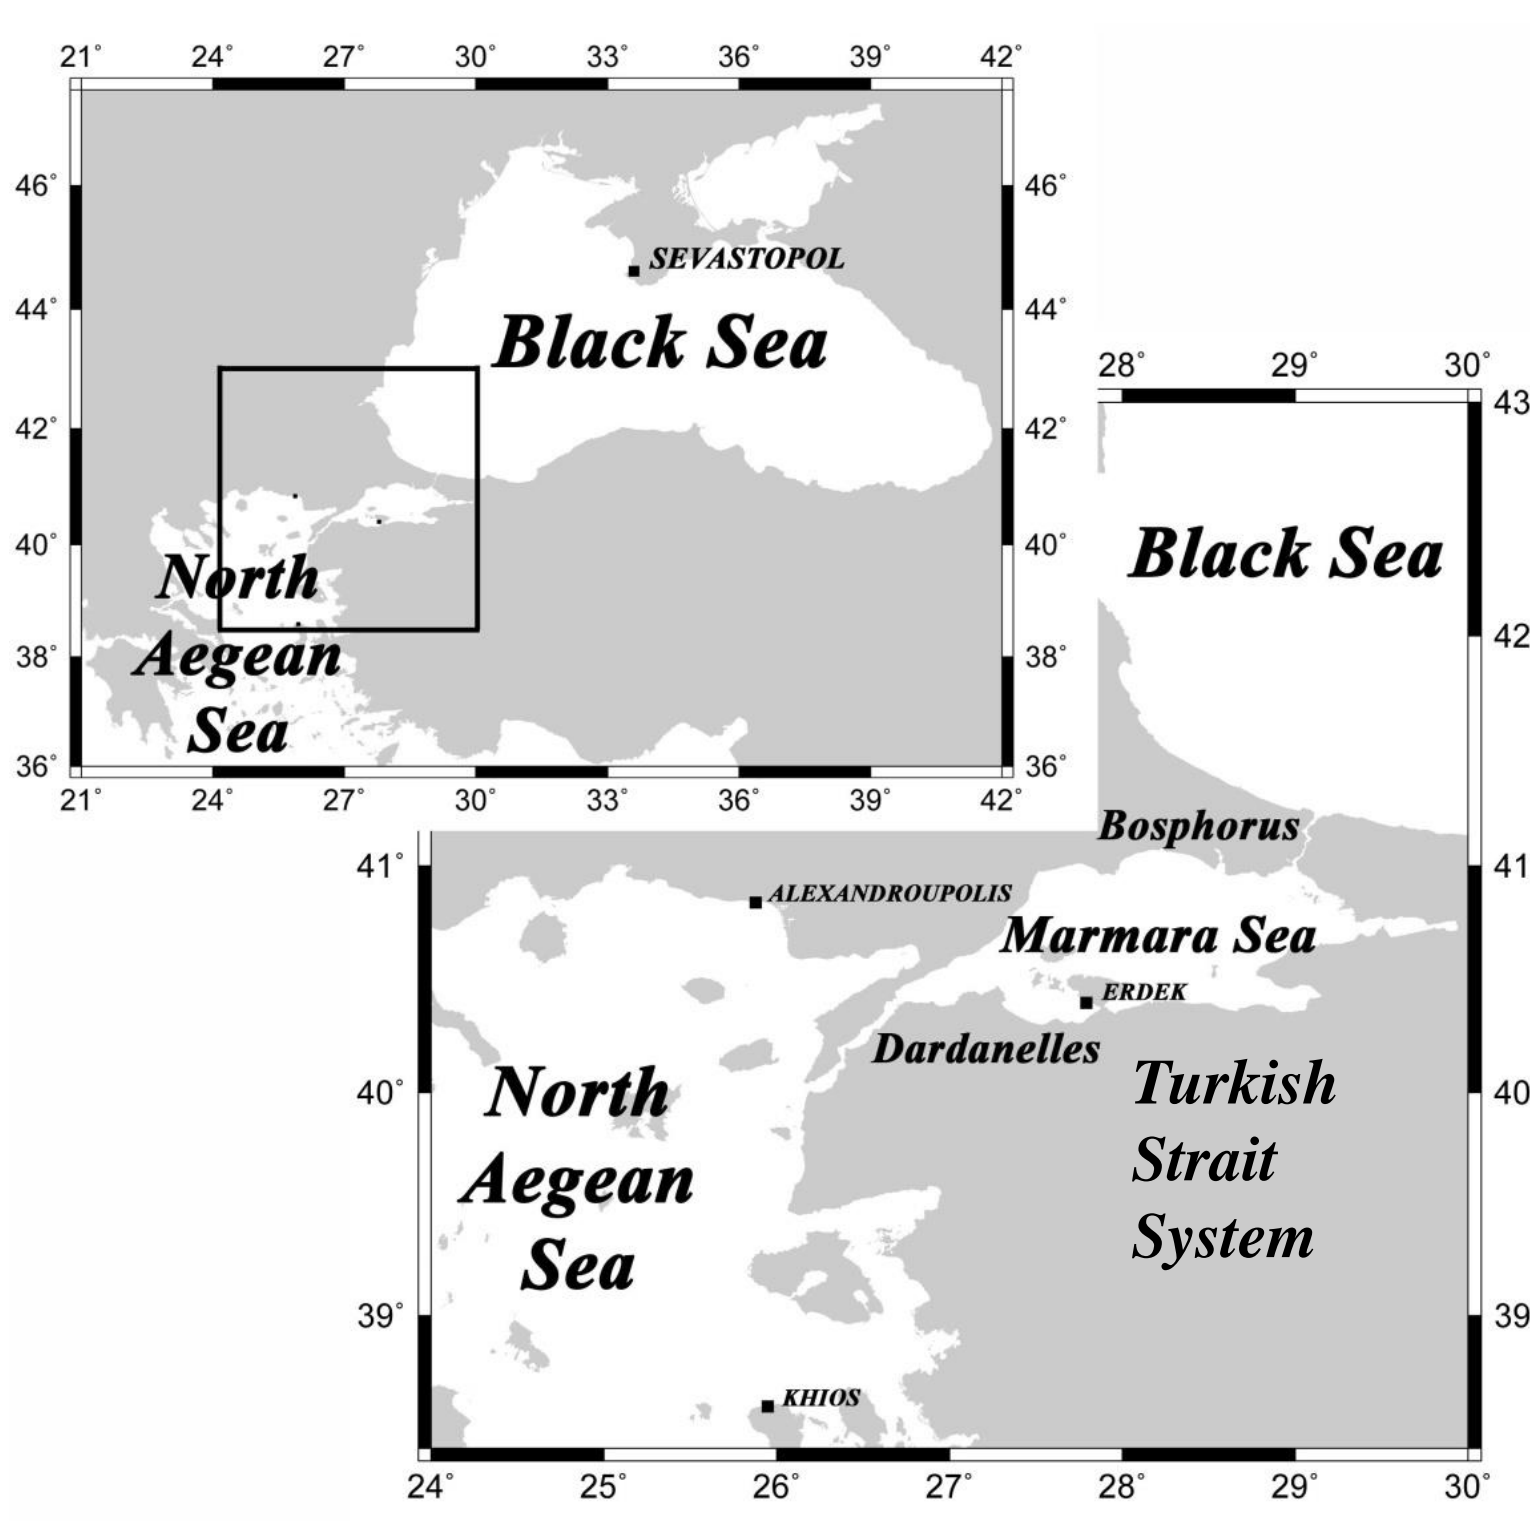 21° 24° 27° 30° 33° 36° 39° 42°
46° 46°
SEVASTOPOL
44° 44°
Black Sea
28° 29° 30°
43
42° 42°
Black Sea
40° 40°
North
42
Aegean
38° 38°
Sea
36° 36°
21° 24° 27° 30° 33° 36° 39° 42°
Bosphorus
41° 41
ALEXANDROUPOLIS
Marmara Sea
ERDEK
Dardanelles
40° 40
North
Turkish
Strait
Aegean
System
Sea
39° 39
KHIOS
24° 25° 26° 27° 28° 29° 30°